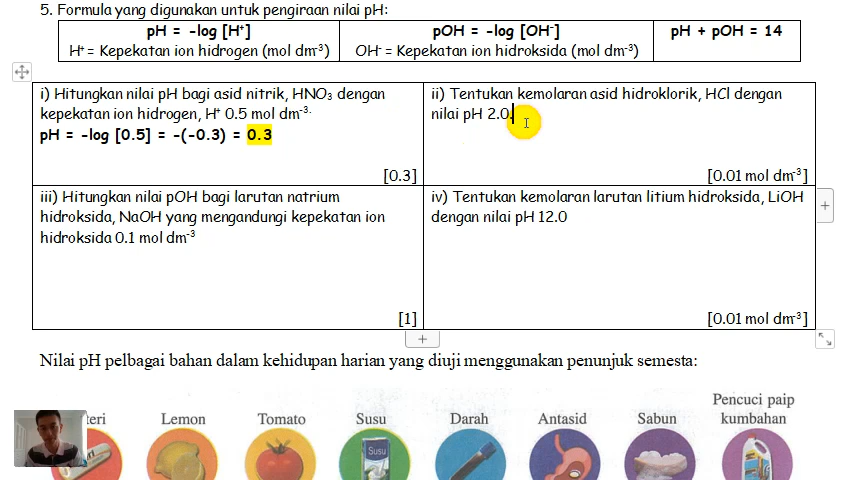 5. Formula yang digunakan untuk pengiraan nilai pH:
pH = -log [H⁺]
H⁺ = Kepekatan ion hidrogen (mol dm⁻³)
pOH = -log [OH⁻]
OH⁻ = Kepekatan ion hidroksida (mol dm⁻³)
pH + pOH = 14
i) Hitungkan nilai pH bagi asid nitrik, HNO₃ dengan
kepekatan ion hidrogen, H⁺ 0.5 mol dm⁻³.
pH = -log [0.5] = -(-0.3) = 0.3
[0.3]
ii) Tentukan kemolaran asid hidroklorik, HCl dengan
nilai pH 2.0.
[0.01 mol dm⁻³]
iii) Hitungkan nilai pOH bagi larutan natrium
hidroksida, NaOH yang mengandungi kepekatan ion
hidroksida 0.1 mol dm⁻³
[1]
iv) Tentukan kemolaran larutan litium hidroksida, LiOH
dengan nilai pH 12.0
[0.01 mol dm⁻³]
Nilai pH pelbagai bahan dalam kehidupan harian yang diuji menggunakan penunjuk semesta:
Lemon
Tomato
Susu
Darah
Antasid
Sabun
Pencuci paip
kumbahan
Susu